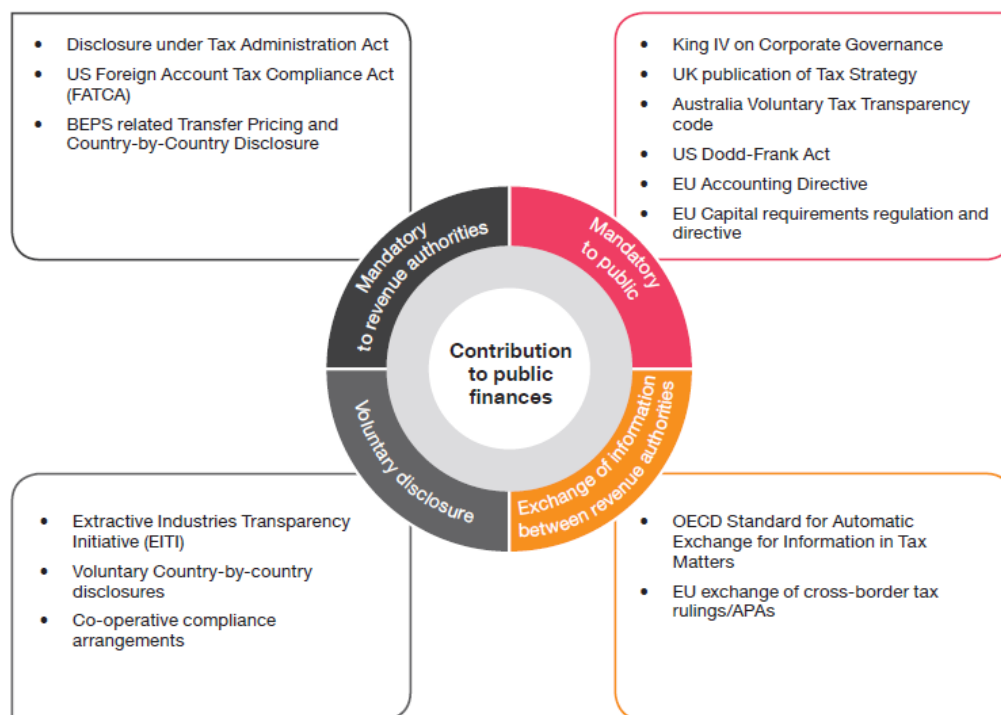 • Disclosure under Tax Administration Act
• US Foreign Account Tax Compliance Act
(FATCA)
• BEPS related Transfer Pricing and
Country-by-Country Disclosure
• King IV on Corporate Governance
• UK publication of Tax Strategy
• Australia Voluntary Tax Transparency
code
• US Dodd-Frank Act
• EU Accounting Directive
• EU Capital requirements regulation and
directive
Mandatory
to revenue authorities
Mandatory
to public
Contribution
to public
finances
Voluntary disclosure
Exchange of information
between revenue authorities
• Extractive Industries Transparency
Initiative (EITI)
• Voluntary Country-by-country
disclosures
• Co-operative compliance
arrangements
• OECD Standard for Automatic
Exchange for Information in Tax
Matters
• EU exchange of cross-border tax
rulings/APAs